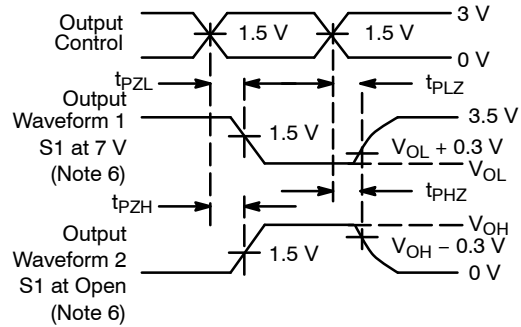 Output
Control
1.5 V
1.5 V
3 V
0 V
tPZL
tPLZ
Output
Waveform 1
S1 at 7 V
(Note 6)
1.5 V
3.5 V
VOL + 0.3 V
VOL
tPZH
tPHZ
Output
Waveform 2
S1 at Open
(Note 6)
1.5 V
VOH
VOH − 0.3 V
0 V